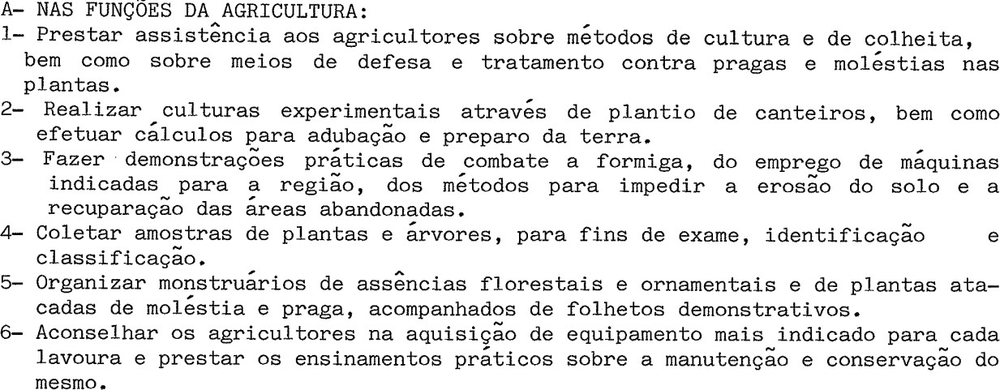 A- NAS FUNÇÕES DA AGRICULTURA:
1- Prestar assistência aos agricultores sobre métodos de cultura e de colheita,
bem como sobre meios de defesa e tratamento contra pragas e moléstias nas
plantas.
2- Realizar culturas experimentais através de plantio de canteiros, bem como
efetuar cálculos para adubação e preparo da terra.
3- Fazer demonstrações práticas de combate a formiga, do emprego de máquinas
indicadas para a região, dos métodos para impedir a erosão do solo e a
recuparação das áreas abandonadas.
4- Coletar amostras de plantas e árvores, para fins de exame, identificação e
classificação.
5- Organizar monstruários de assências florestais e ornamentais e de plantas ata-
cadas de moléstia e praga, acompanhados de folhetos demonstrativos.
6- Aconselhar os agricultores na aquisição de equipamento mais indicado para cada
lavoura e prestar os ensinamentos práticos sobre a manutenção e conservação do
mesmo.